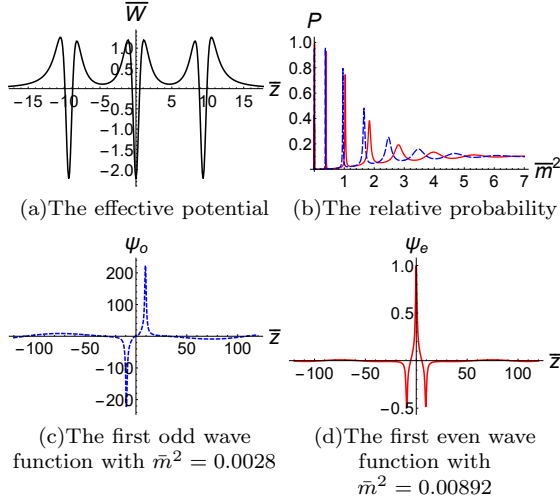 W̅
1.0
0.5
−15 −10 −5 5 10 15 z̅
−0.5
−1.0
−1.5
−2.0
(a)The effective potential
P
1.0
0.8
0.6
0.4
0.2
1 2 3 4 5 6 7 m̅²
(b)The relative probability
ψₒ
200
100
−100 −50 50 100 z̅
−100
−200
(c)The first odd wave
function with m̄² = 0.0028
ψₑ
1.0
0.5
−100 −50 50 100 z̅
−0.5
(d)The first even wave
function with
m̄² = 0.00892